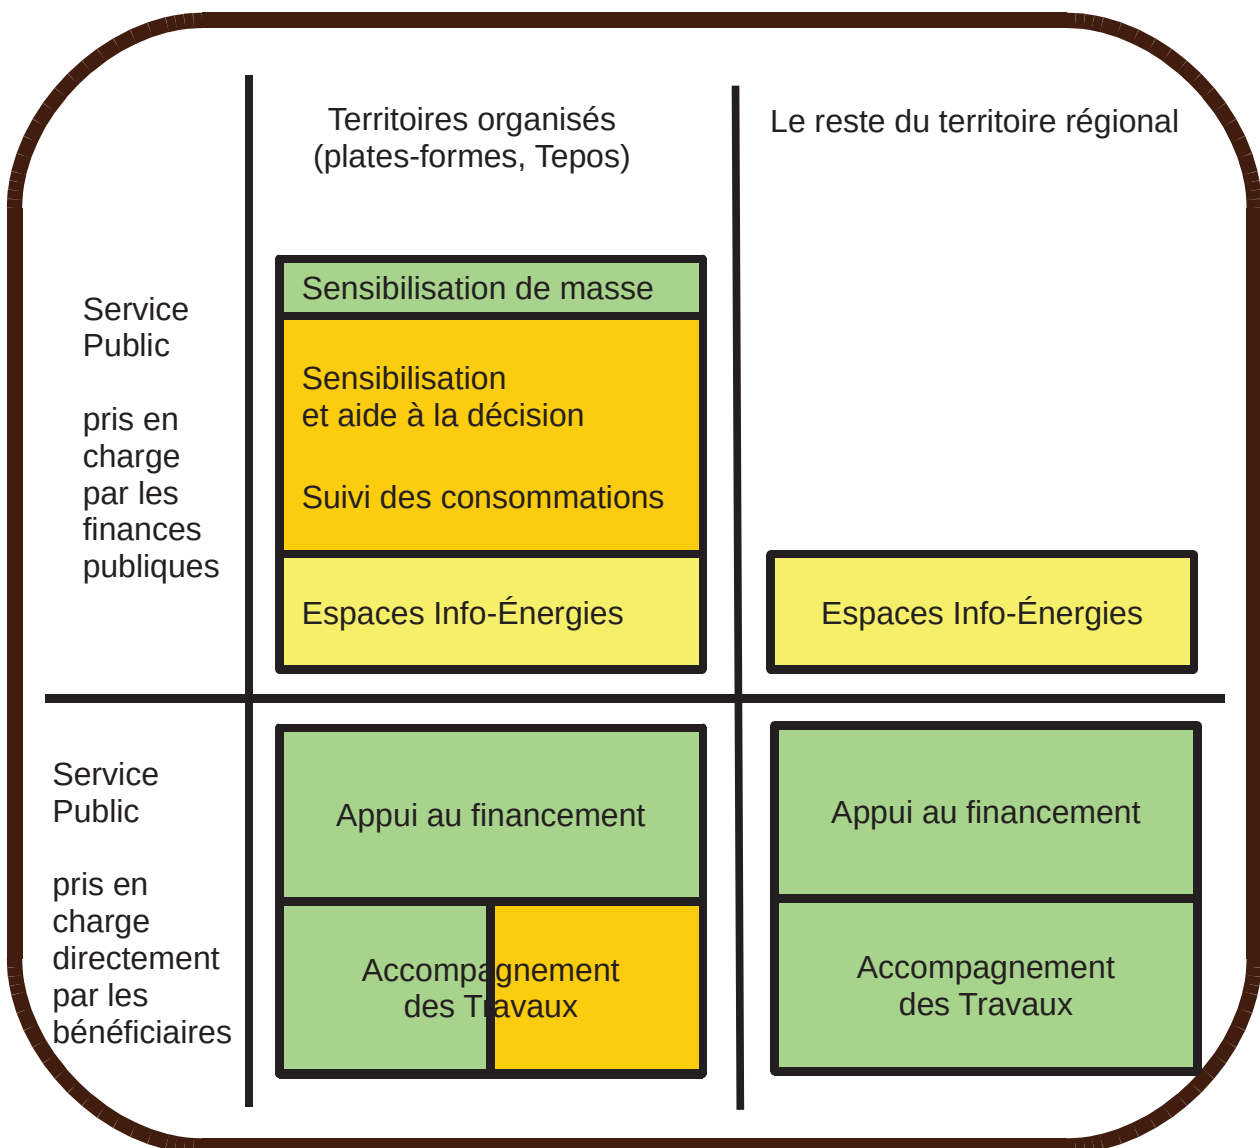 Territoires organisés
(plates-formes, Tepos)
Le reste du territoire régional
Service
Public
pris en
charge
par les
finances
publiques
Sensibilisation de masse
Sensibilisation
et aide à la décision
Suivi des consommations
Espaces Info-Énergies
Espaces Info-Énergies
Service
Public
pris en
charge
directement
par les
bénéficiaires
Appui au financement
Accompagnement
des Travaux
Appui au financement
Accompagnement
des Travaux